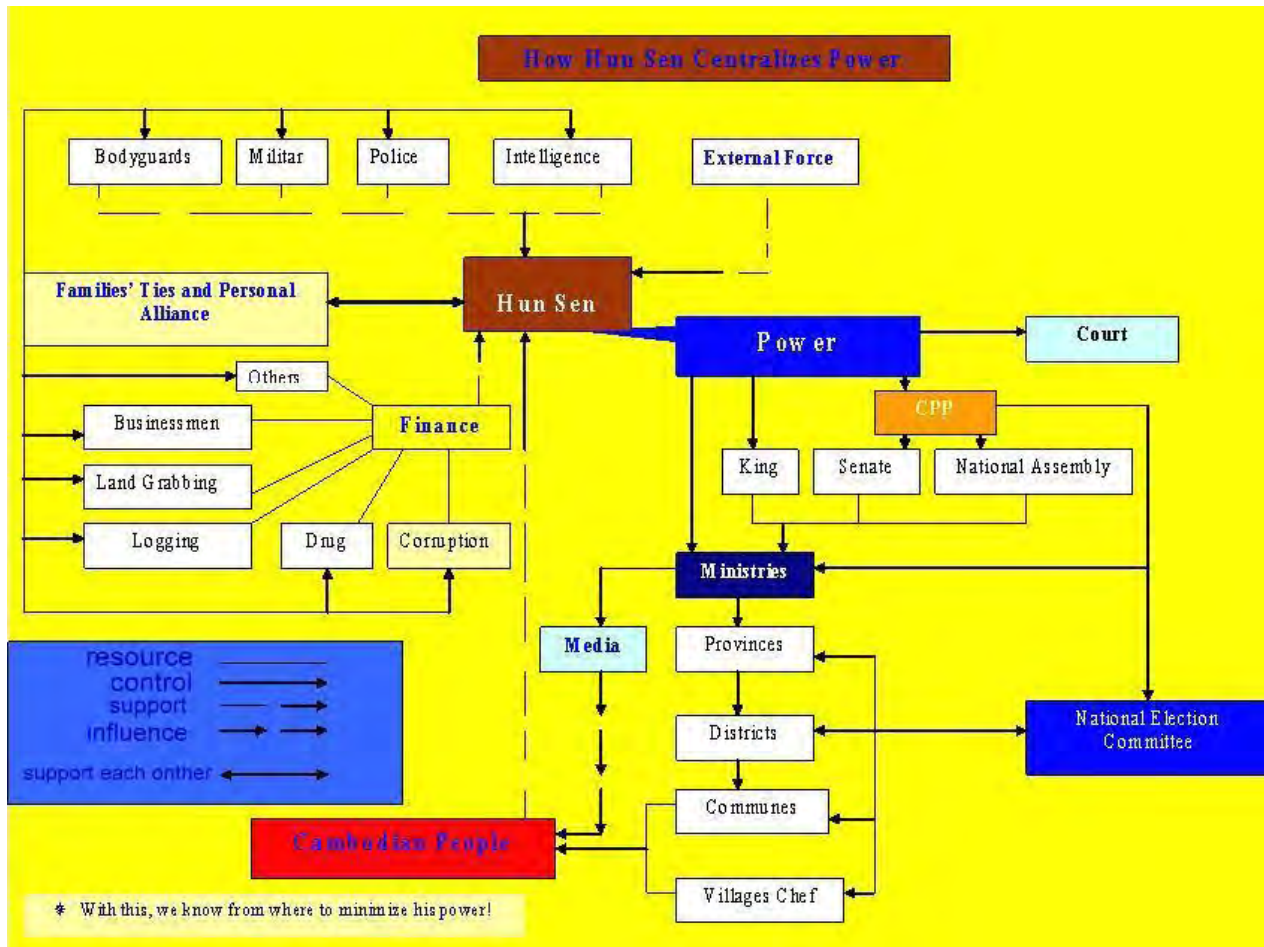 How Hun Sen Centralizes Power
Bodyguards
Militar
Police
Intelligence
External Force
Families' Ties and Personal
Alliance
Hun Sen
Power
Court
Others
Businessmen
Finance
CPP
Land Grabbing
King
Senate
National Assembly
Logging
Drug
Corruption
Ministries
Media
Provinces
resource
control
support
influence
support each onther
Districts
National Election
Committee
Communes
Cambodian People
Villages Chef
* With this, we know from where to minimize his power!